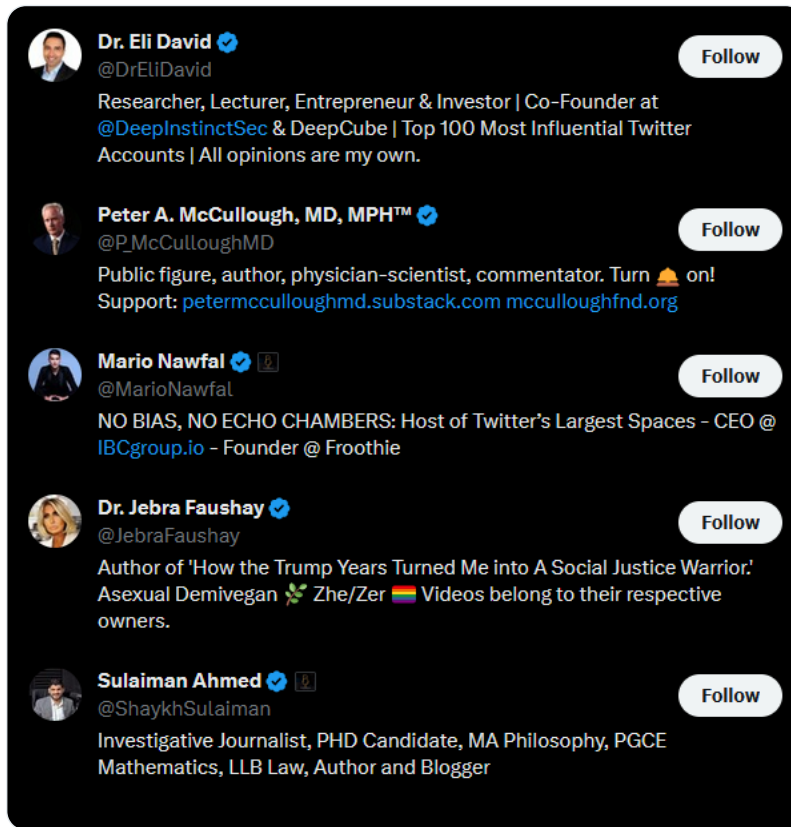 Dr. Eli David
Follow
@DrEliDavid
Researcher, Lecturer, Entrepreneur & Investor | Co-Founder at
@DeepInstinctSec & DeepCube | Top 100 Most Influential Twitter
Accounts | All opinions are my own.
Peter A. McCullough, MD, MPH™
Follow
@P_McCulloughMD
Public figure, author, physician-scientist, commentator. Turn 🛎️ on!
Support: petermcculloughmd.substack.com mcculloughfnd.org
Mario Nawfal
Follow
@MarioNawfal
NO BIAS, NO ECHO CHAMBERS: Host of Twitter’s Largest Spaces - CEO @
IBCgroup.io - Founder @ Froothie
Dr. Jebra Faushay
Follow
@JebraFaushay
Author of 'How the Trump Years Turned Me into A Social Justice Warrior.'
Asexual Demivegan 🌿 Zhe/Zer 🏳️‍🌈 Videos belong to their respective
owners.
Sulaiman Ahmed
Follow
@ShaykhSulaiman
Investigative Journalist, PHD Candidate, MA Philosophy, PGCE
Mathematics, LLB Law, Author and Blogger